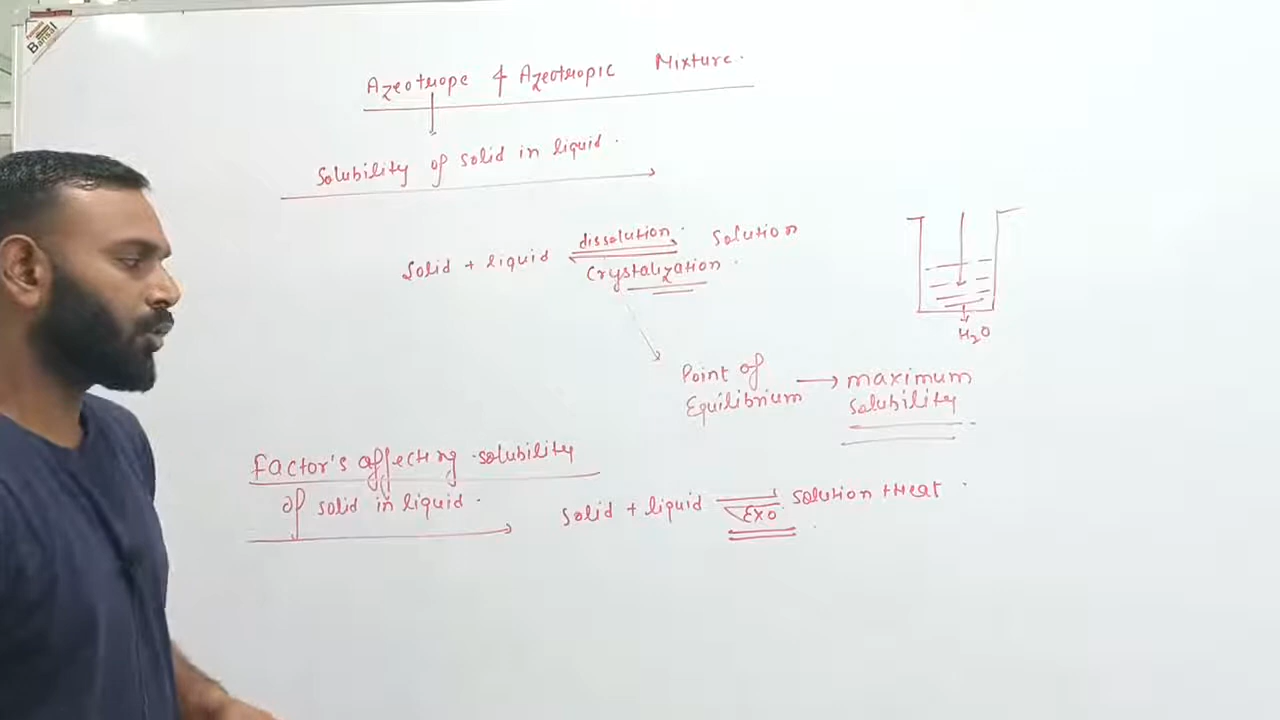 Bansal
Azeotrope & Azeotropic Mixture.
Solubility of solid in liquid.
Solid + liquid ⇌ Solution
dissolution.
Crystalization.
H₂O
Point of
Equilibrium → maximum
solubility
factor's affecting solubility
of solid in liquid.
Solid + liquid ⇌ solution + Heat.
Exo